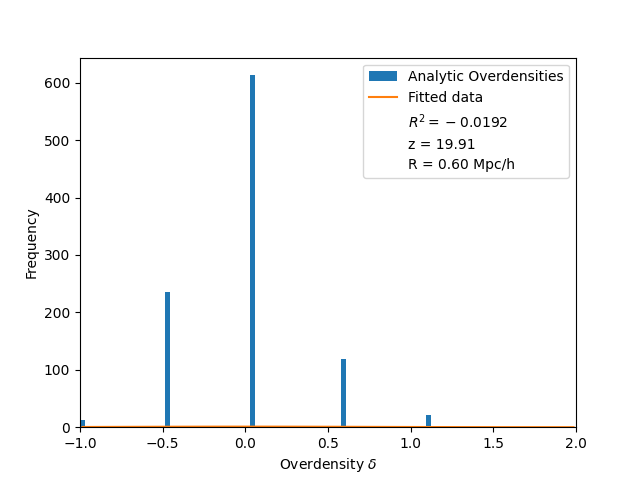 Analytic Overdensities
Fitted data
R² = −0.0192
z = 19.91
R = 0.60 Mpc/h
Frequency
600
500
400
300
200
100
0
−1.0 −0.5 0.0 0.5 1.0 1.5 2.0
Overdensity δ